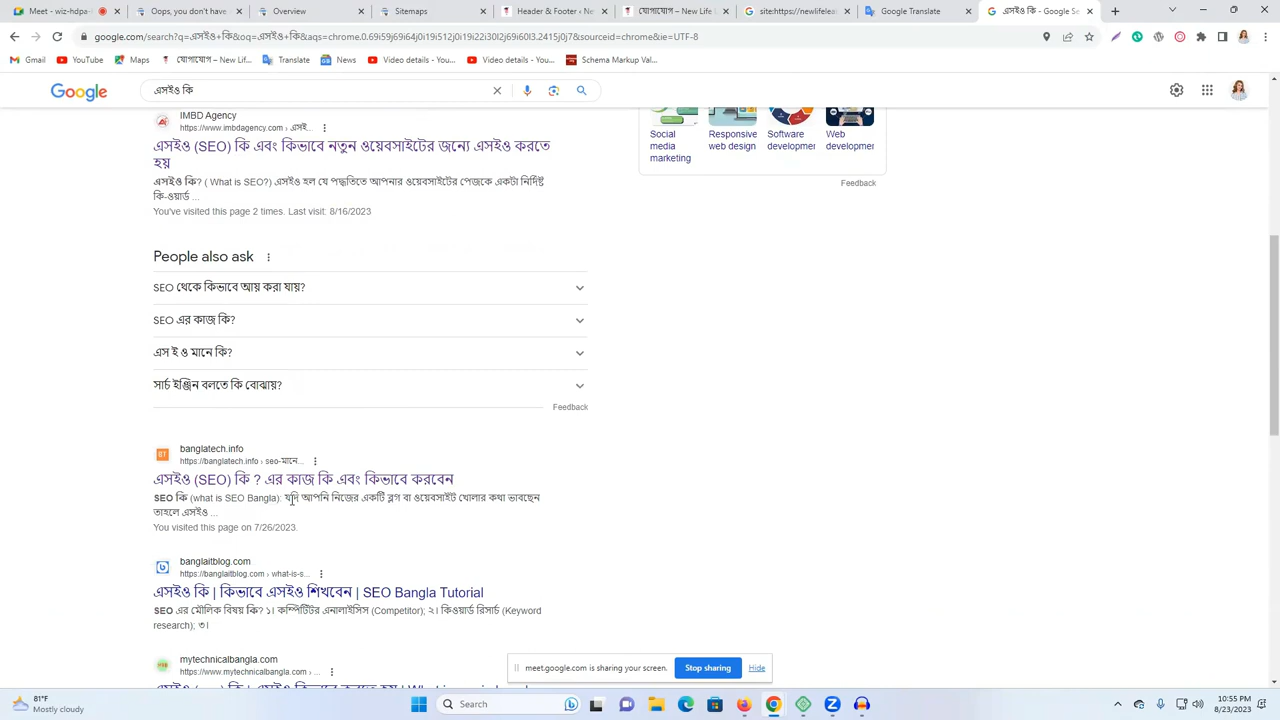 Meet - wiz-hdpa-
Oops, you don't have
Overview
Sitemaps
Header & Footer ‹ Ne
যোগাযোগ – New Life
site:https://newlifelea
Google Translate
এসইও কি - Google Se
google.com/search?q=এসইও+কি&oq=এসইও+কি&aqs=chrome.0.69i59j69i64j0i19i512j0i19i22i30l2j69i60l3.2415j0j7&sourceid=chrome&ie=UTF-8
Gmail
YouTube
Maps
যোগাযোগ – New Lif...
Translate
News
Video details - You...
Video details - You...
Schema Markup Val...
Google
এসইও কি
IMBD Agency
https://www.imbdagency.com › এসই...
এসইও (SEO) কি এবং কিভাবে নতুন ওয়েবসাইটের জন্যে এসইও করতে
হয়
এসইও কি? ( What is SEO?) এসইও হল যে পদ্ধতিতে আপনার ওয়েবসাইটের পেজকে একটা নির্দিষ্ট
কি-ওয়ার্ড ...
You've visited this page 2 times. Last visit: 8/16/2023
Social
media
marketing
Responsive
web design
Software
developmer
Web
developmer
Feedback
People also ask
SEO থেকে কিভাবে আয় করা যায়?
SEO এর কাজ কি?
এস ই ও মানে কি?
সার্চ ইঞ্জিন বলতে কি বোঝায়?
Feedback
banglatech.info
https://banglatech.info › seo-মানে...
এসইও (SEO) কি ? এর কাজ কি এবং কিভাবে করবেন
SEO কি (what is SEO Bangla): যদি আপনি নিজের একটি ব্লগ বা ওয়েবসাইট খোলার কথা ভাবছেন
তাহলে এসইও ...
You visited this page on 7/26/2023.
banglaitblog.com
https://banglaitblog.com › what-is-s...
এসইও কি | কিভাবে এসইও শিখবেন | SEO Bangla Tutorial
SEO এর মৌলিক বিষয় কি? ১। কম্পিটিটর এনালাইসিস (Competitor); ২। কিওয়ার্ড রিসার্চ (Keyword
research); ৩।
mytechnicalbangla.com
https://www.mytechnicalbangla.com › ...
meet.google.com is sharing your screen.
Stop sharing
Hide
81°F
Mostly cloudy
Search
10:55 PM
8/23/2023